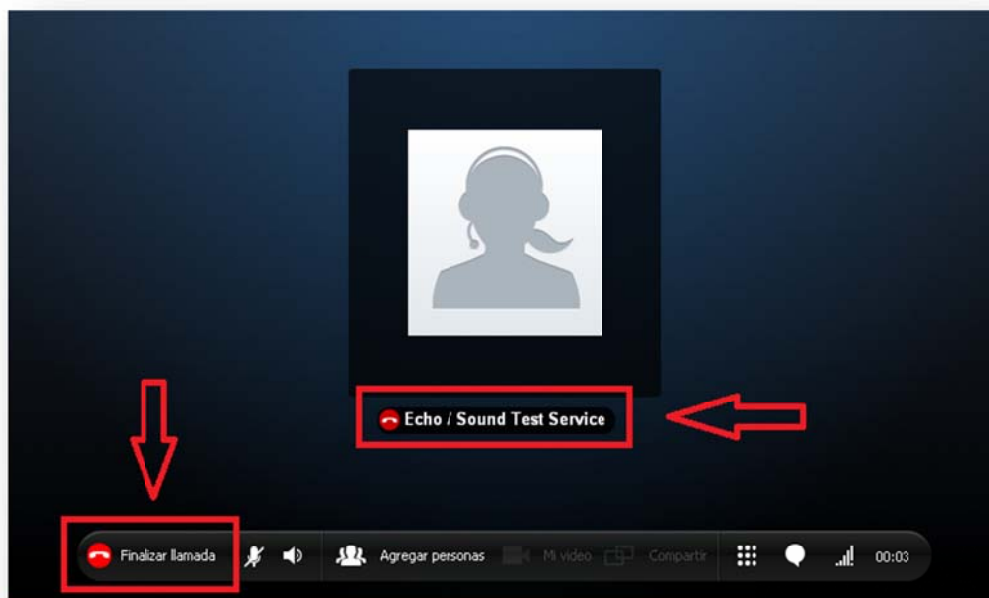 Echo / Sound Test Service
Finalizar llamada Agregar personas Mi video Compartir 00:03